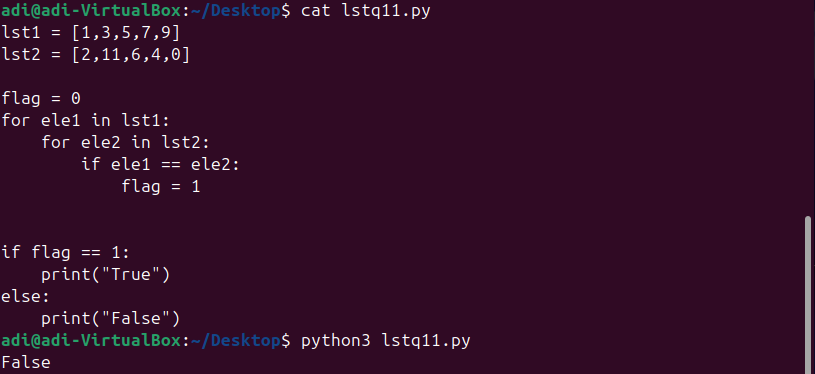 adi@adi-VirtualBox:~/Desktop$ cat lstq11.py
lst1 = [1,3,5,7,9]
lst2 = [2,11,6,4,0]

flag = 0
for ele1 in lst1:
    for ele2 in lst2:
        if ele1 == ele2:
            flag = 1


if flag == 1:
    print("True")
else:
    print("False")
adi@adi-VirtualBox:~/Desktop$ python3 lstq11.py
False